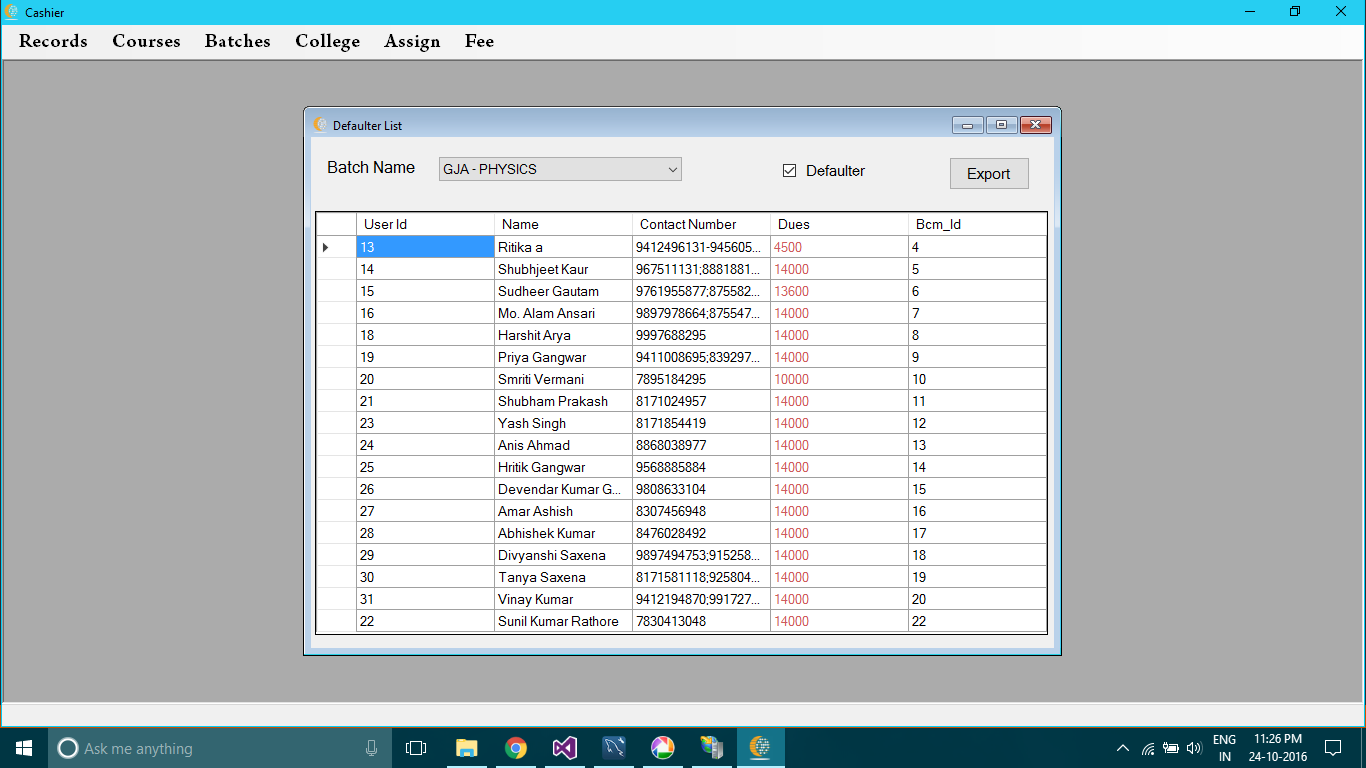 Cashier
Records Courses Batches College Assign Fee
Defaulter List
Batch Name GJA - PHYSICS Defaulter Export
User Id Name Contact Number Dues Bcm_Id
13 Ritika a 9412496131-945605... 4500 4
14 Shubhjeet Kaur 967511131;8881881... 14000 5
15 Sudheer Gautam 9761955877;875582... 13600 6
16 Mo. Alam Ansari 9897978664;875547... 14000 7
18 Harshit Arya 9997688295 14000 8
19 Priya Gangwar 9411008695;839297... 14000 9
20 Smriti Vermani 7895184295 10000 10
21 Shubham Prakash 8171024957 14000 11
23 Yash Singh 8171854419 14000 12
24 Anis Ahmad 8868038977 14000 13
25 Hritik Gangwar 9568885884 14000 14
26 Devendar Kumar G... 9808633104 14000 15
27 Amar Ashish 8307456948 14000 16
28 Abhishek Kumar 8476028492 14000 17
29 Divyanshi Saxena 9897494753;915258... 14000 18
30 Tanya Saxena 8171581118;925804... 14000 19
31 Vinay Kumar 9412194870;991727... 14000 20
22 Sunil Kumar Rathore 7830413048 14000 22
Ask me anything
ENG 11:26 PM
IN 24-10-2016